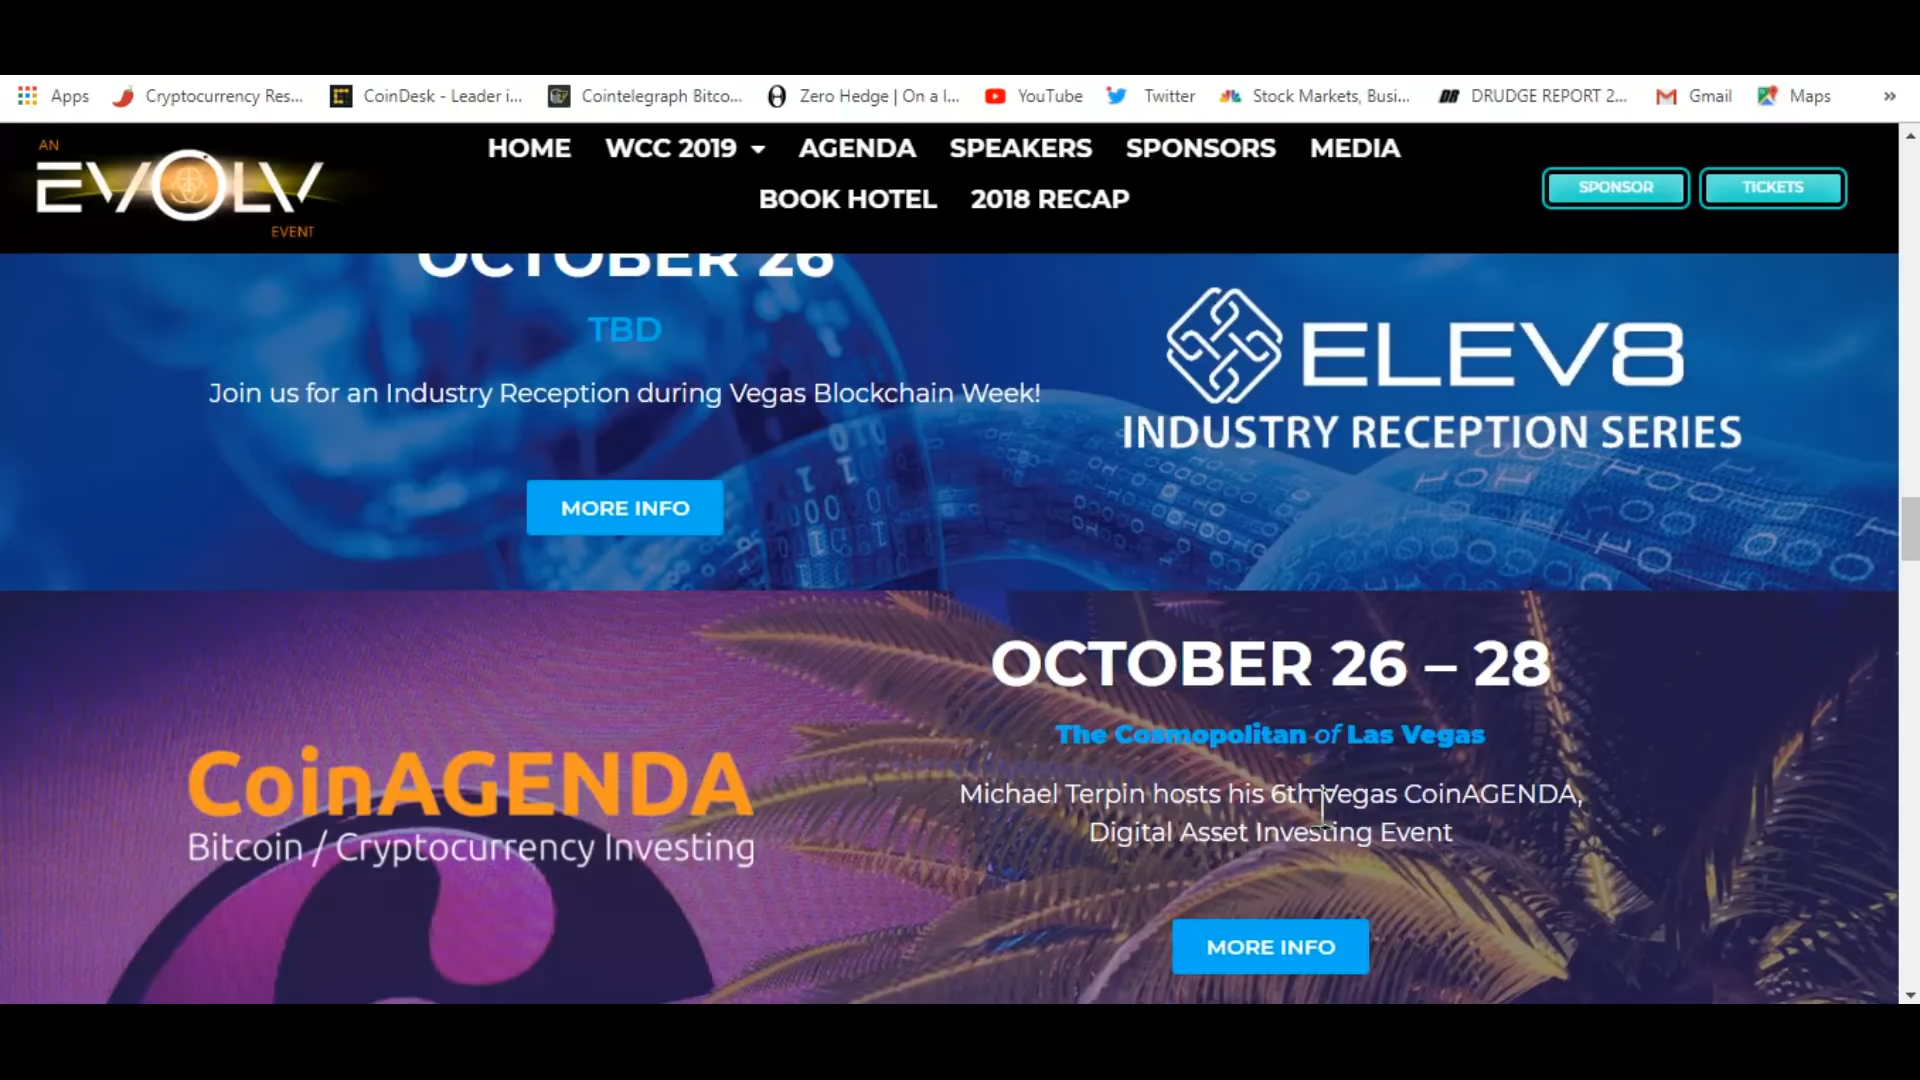 Apps
Cryptocurrency Res...
CoinDesk - Leader i...
Cointelegraph Bitco...
Zero Hedge | On a l...
YouTube
Twitter
Stock Markets, Busi...
DRUDGE REPORT 2...
Gmail
Maps
»
AN
EVOLV
EVENT
HOME
WCC 2019
AGENDA
SPEAKERS
SPONSORS
MEDIA
BOOK HOTEL
2018 RECAP
SPONSOR
TICKETS
OCTOBER 26
TBD
Join us for an Industry Reception during Vegas Blockchain Week!
MORE INFO
ELEV8
INDUSTRY RECEPTION SERIES
CoinAGENDA
Bitcoin / Cryptocurrency Investing
OCTOBER 26 – 28
The Cosmopolitan of Las Vegas
Michael Terpin hosts his 6th Vegas CoinAGENDA,
Digital Asset Investing Event
MORE INFO